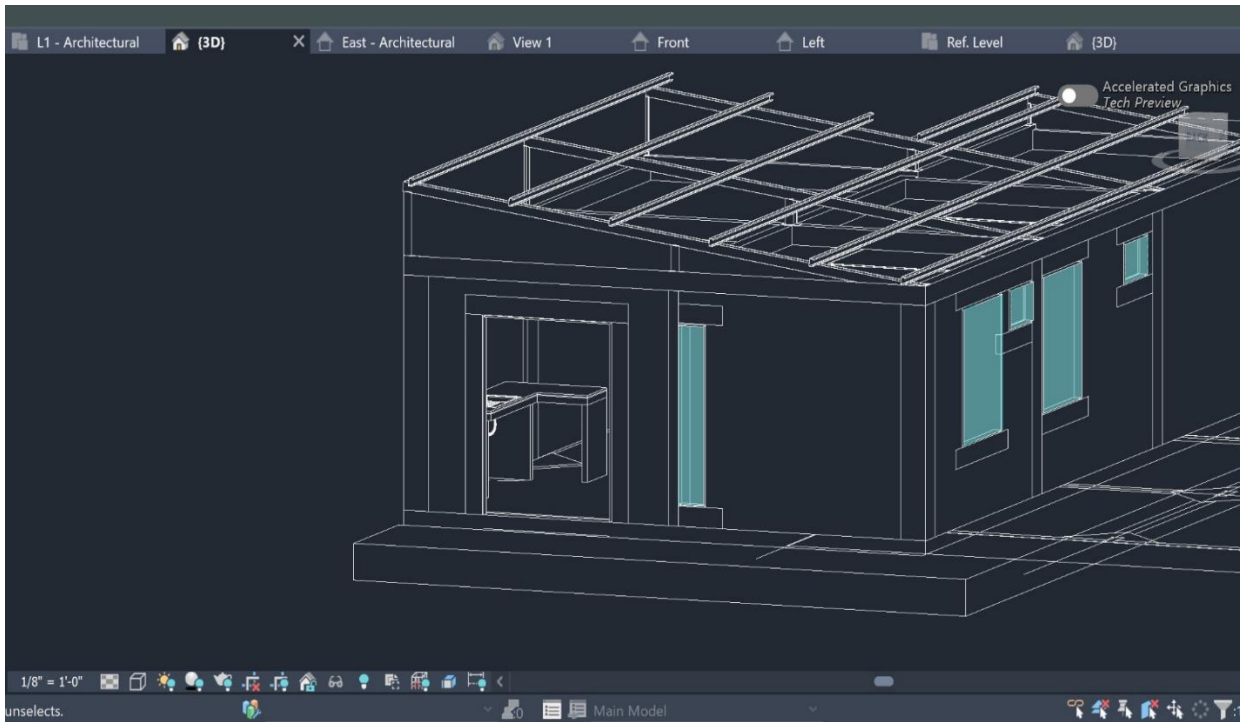 L1 - Architectural
{3D}
East - Architectural
View 1
Front
Left
Ref. Level
{3D}
Accelerated Graphics
Tech Preview
1/8" = 1'-0"
unselects.
:0
Main Model